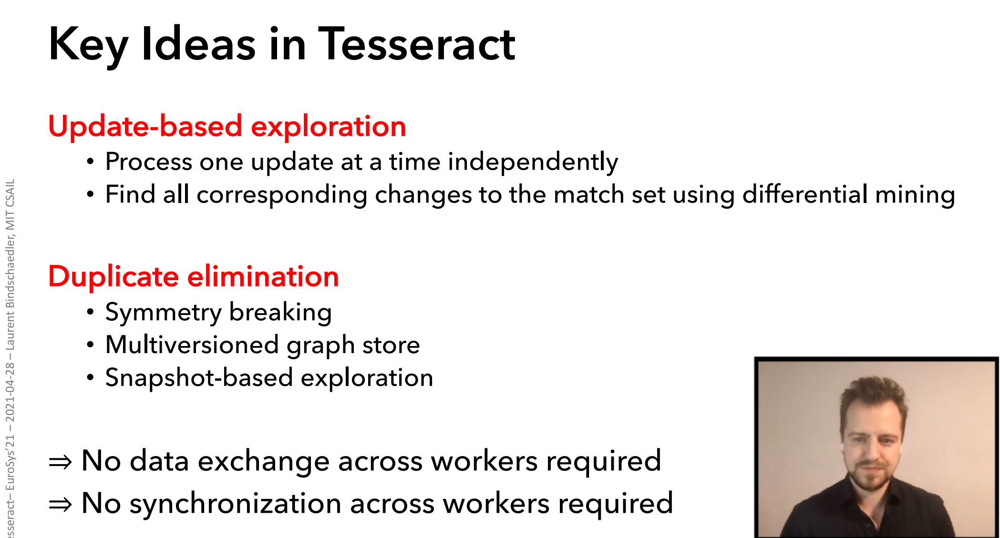 Key Ideas in Tesseract
Update-based exploration
• Process one update at a time independently
• Find all corresponding changes to the match set using differential mining
Duplicate elimination
• Symmetry breaking
• Multiversioned graph store
• Snapshot-based exploration
⇒ No data exchange across workers required
⇒ No synchronization across workers required
esseract– EuroSys'21 – 2021-04-28 – Laurent Bindschaedler, MIT CSAIL